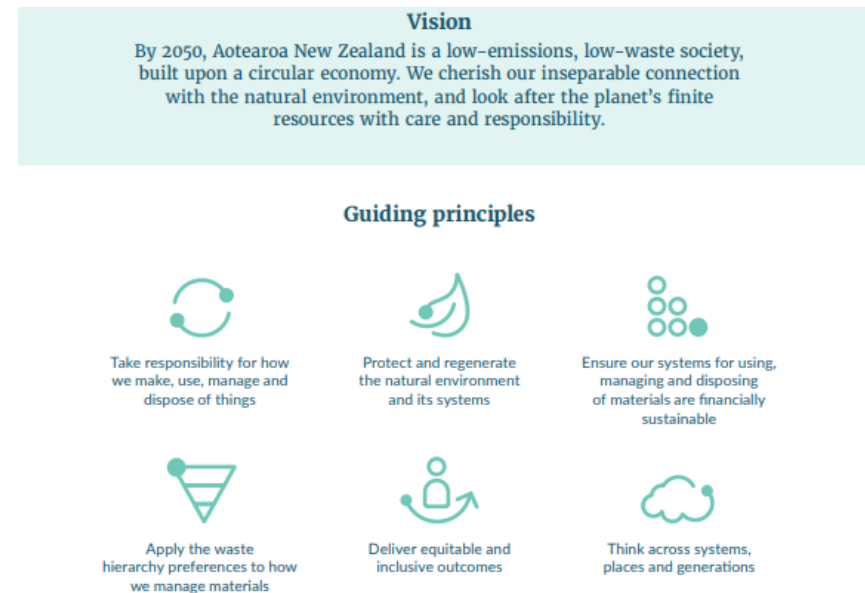 Vision
By 2050, Aotearoa New Zealand is a low-emissions, low-waste society,
built upon a circular economy. We cherish our inseparable connection
with the natural environment, and look after the planet's finite
resources with care and responsibility.
Guiding principles
Take responsibility for how
we make, use, manage and
dispose of things
Protect and regenerate
the natural environment
and its systems
Ensure our systems for using,
managing and disposing
of materials are financially
sustainable
Apply the waste
hierarchy preferences to how
we manage materials
Deliver equitable and
inclusive outcomes
Think across systems,
places and generations